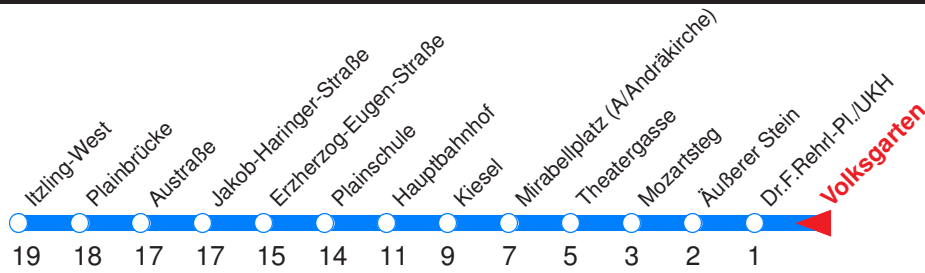 Itzling-West
Plainbrücke
Austraße
Jakob-Haringer-Straße
Erzherzog-Eugen-Straße
Plainschule
Hauptbahnhof
Kiesel
Mirabellplatz (A/Andräkirche)
Theatergasse
Mozartsteg
Äußerer Stein
Dr.F.Rehrl-Pl./UKH
Volksgarten
19 18 17 17 15 14 11 9 7 5 3 2 1